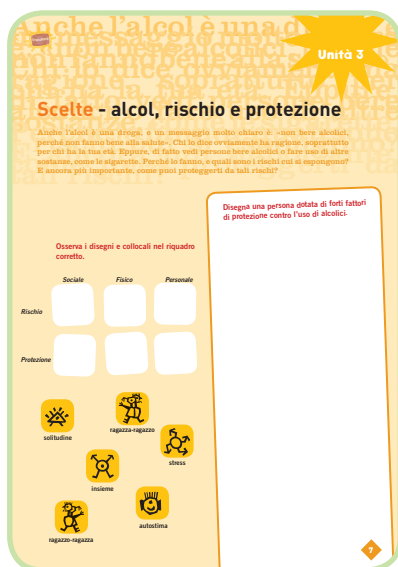 Unità 3
Scelte - alcol, rischio e protezione
Anche l'alcol è una droga, e un messaggio molto chiaro è: «non bere alcolici,
perché non fanno bene alla salute». Chi lo dice ovviamente ha ragione, soprattutto
per chi ha la tua età. Eppure, di fatto vedi persone bere alcolici o fare uso di altre
sostanze, come le sigarette. Perché lo fanno, e quali sono i rischi cui si espongono?
E ancora più importante, come puoi proteggerti da tali rischi?
Osserva i disegni e collocali nel riquadro
corretto.
Sociale Fisico Personale
Rischio
Protezione
solitudine
ragazza-ragazzo
stress
insieme
autostima
ragazzo-ragazza
Disegna una persona dotata di forti fattori
di protezione contro l'uso di alcolici.
7